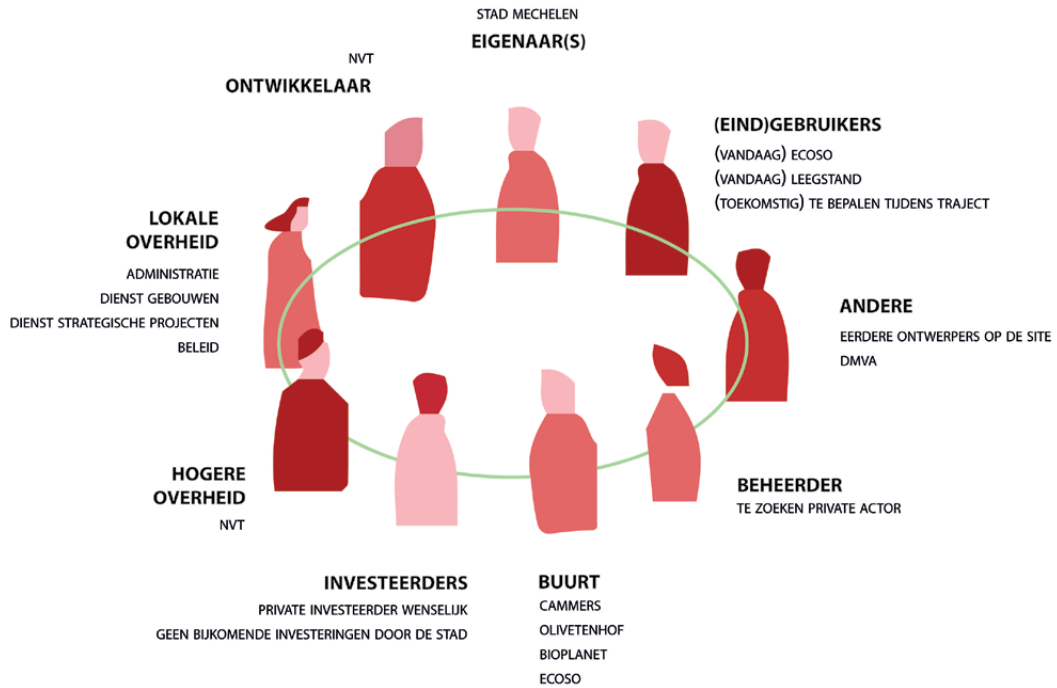 STAD MECHELEN
EIGENAAR(S)
NVT
ONTWIKKELAAR
(EIND)GEBRUIKERS
(VANDAAG) ECOSO
(VANDAAG) LEEGSTAND
(TOEKOMSTIG) TE BEPALEN TIJDENS TRAJECT
LOKALE
OVERHEID
ADMINISTRATIE
DIENST GEBOUWEN
DIENST STRATEGISCHE PROJECTEN
BELEID
ANDERE
EERDERE ONTWERPERS OP DE SITE
DMVA
HOGERE
OVERHEID
NVT
BEHEERDER
TE ZOEKEN PRIVATE ACTOR
INVESTEERDERS
PRIVATE INVESTEERDER WENSELIJK
GEEN BIJKOMENDE INVESTERINGEN DOOR DE STAD
BUURT
CAMMERS
OLIVETENHOF
BIOPLANET
ECOSO